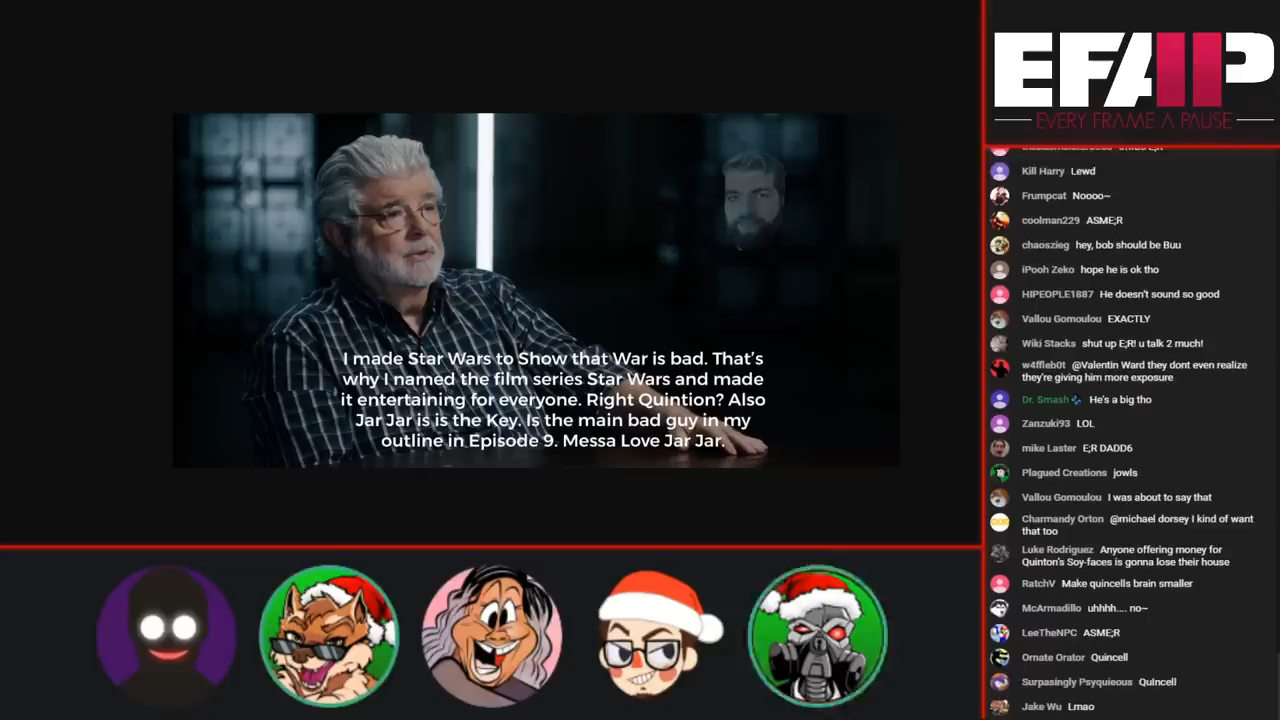 I made Star Wars to Show that War is bad. That's
why I named the film series Star Wars and made
it entertaining for everyone. Right Quintion? Also
Jar Jar is is the Key. Is the main bad guy in my
outline in Episode 9. Messa Love Jar Jar.
EFAP
EVERY FRAME A PAUSE
Kill Harry Lewd
Frumpcat Noooo~
coolman229 ASME;R
chaoszieg hey, bob should be Buu
iPooh Zeko hope he is ok tho
HIPEOPLE1887 He doesn't sound so good
Vallou Gomoulou EXACTLY
Wiki Stacks shut up E;R! u talk 2 much!
w4ffleb0t @Valentin Ward they dont even realize
they're giving him more exposure
Dr. Smash He's a big tho
Zanzuki93 LOL
mike Laster E;R DADD6
Plagued Creations jowls
Vallou Gomoulou I was about to say that
Charmandy Orton @michael dorsey I kind of want
that too
Luke Rodriguez Anyone offering money for
Quinton's Soy-faces is gonna lose their house
RatchV Make quincells brain smaller
McArmadillo uhhhh.... no~
LeeTheNPC ASME;R
Ornate Orator Quincell
Surpasingly Psyquieous QuIncell
Jake Wu Lmao